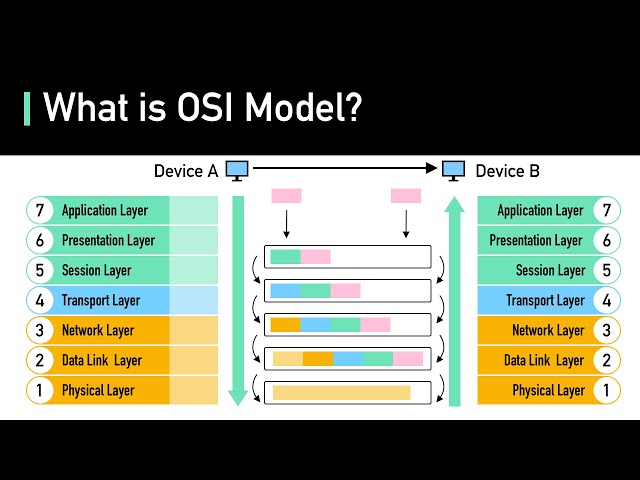 What is OSI Model?
Device A
Device B
7 Application Layer
6 Presentation Layer
5 Session Layer
4 Transport Layer
3 Network Layer
2 Data Link Layer
1 Physical Layer
Application Layer 7
Presentation Layer 6
Session Layer 5
Transport Layer 4
Network Layer 3
Data Link Layer 2
Physical Layer 1